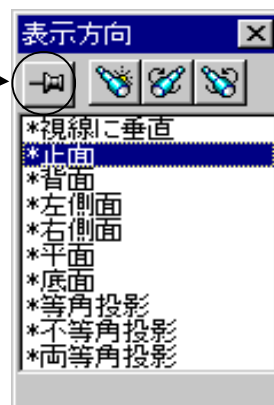 表示方向
*視線に垂直
*正面
*背面
*左側面
*右側面
*平面
*底面
*等角投影
*不等角投影
*両等角投影